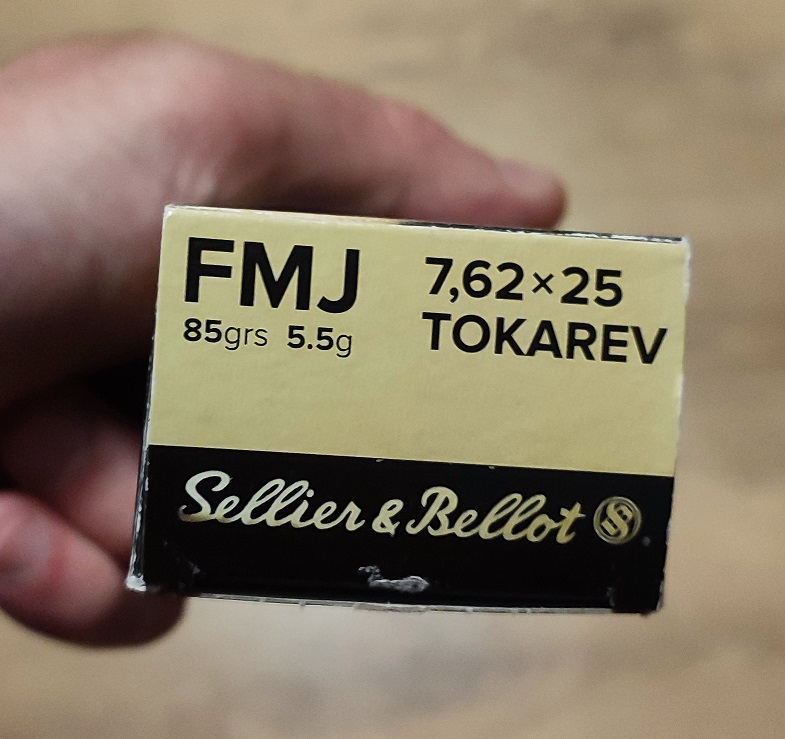 FMJ
85grs 5.5g
7,62×25
TOKAREV
Sellier & Bellot